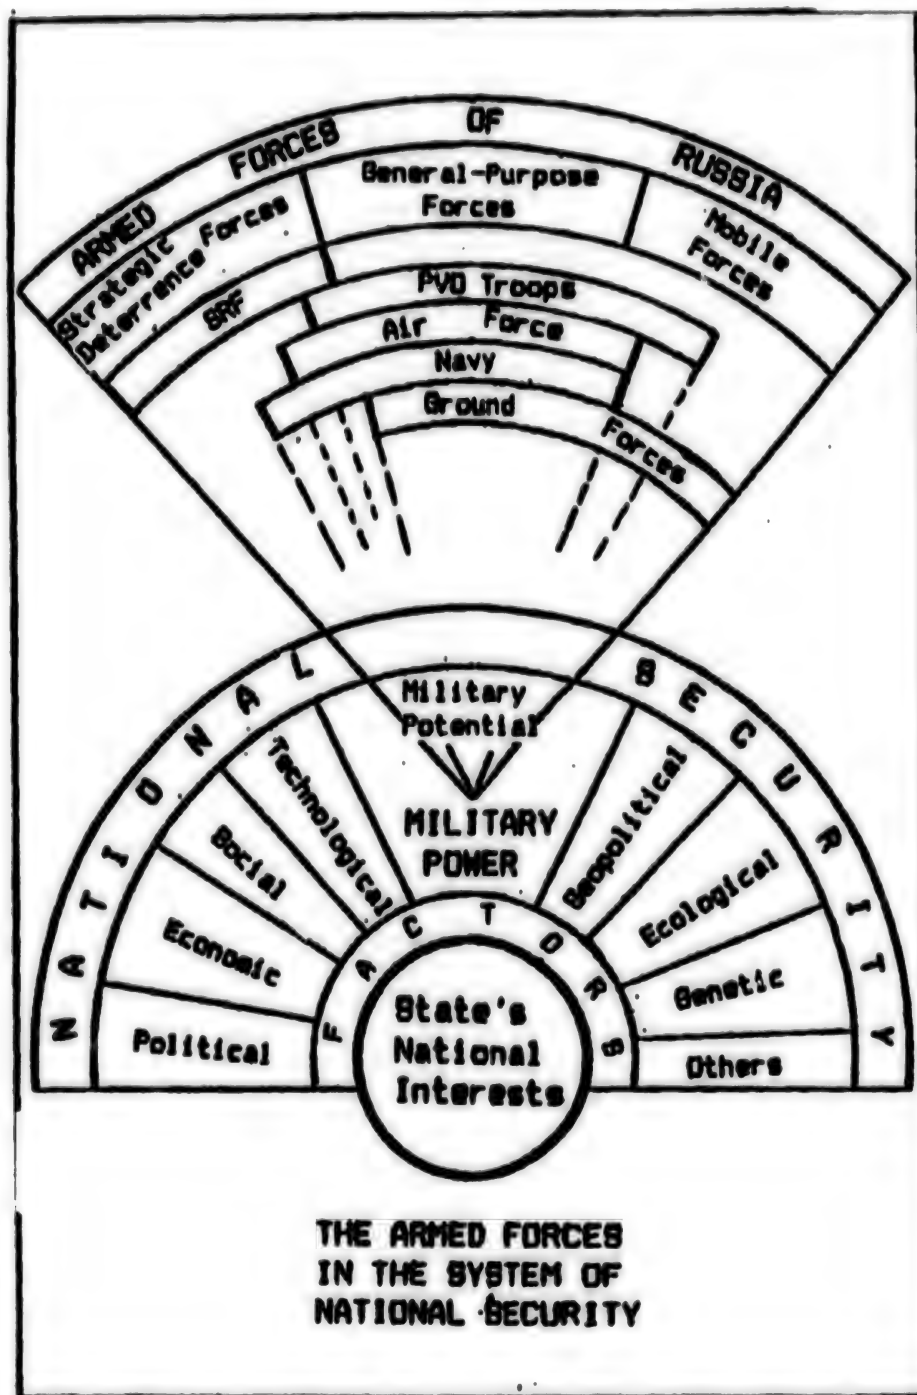 ARMED FORCES OF RUSSIA
Strategic
Deterrence Forces
General-Purpose
Forces
Mobile
Forces
SRF
PVO Troops
Air Force
Navy
Ground Forces
NATIONAL SECURITY
Military
Potential
MILITARY
POWER
Political
Economic
Social
Technological
Geopolitical
Ecological
Genetic
Others
FACTORS
State's
National
Interests
THE ARMED FORCES
IN THE SYSTEM OF
NATIONAL SECURITY